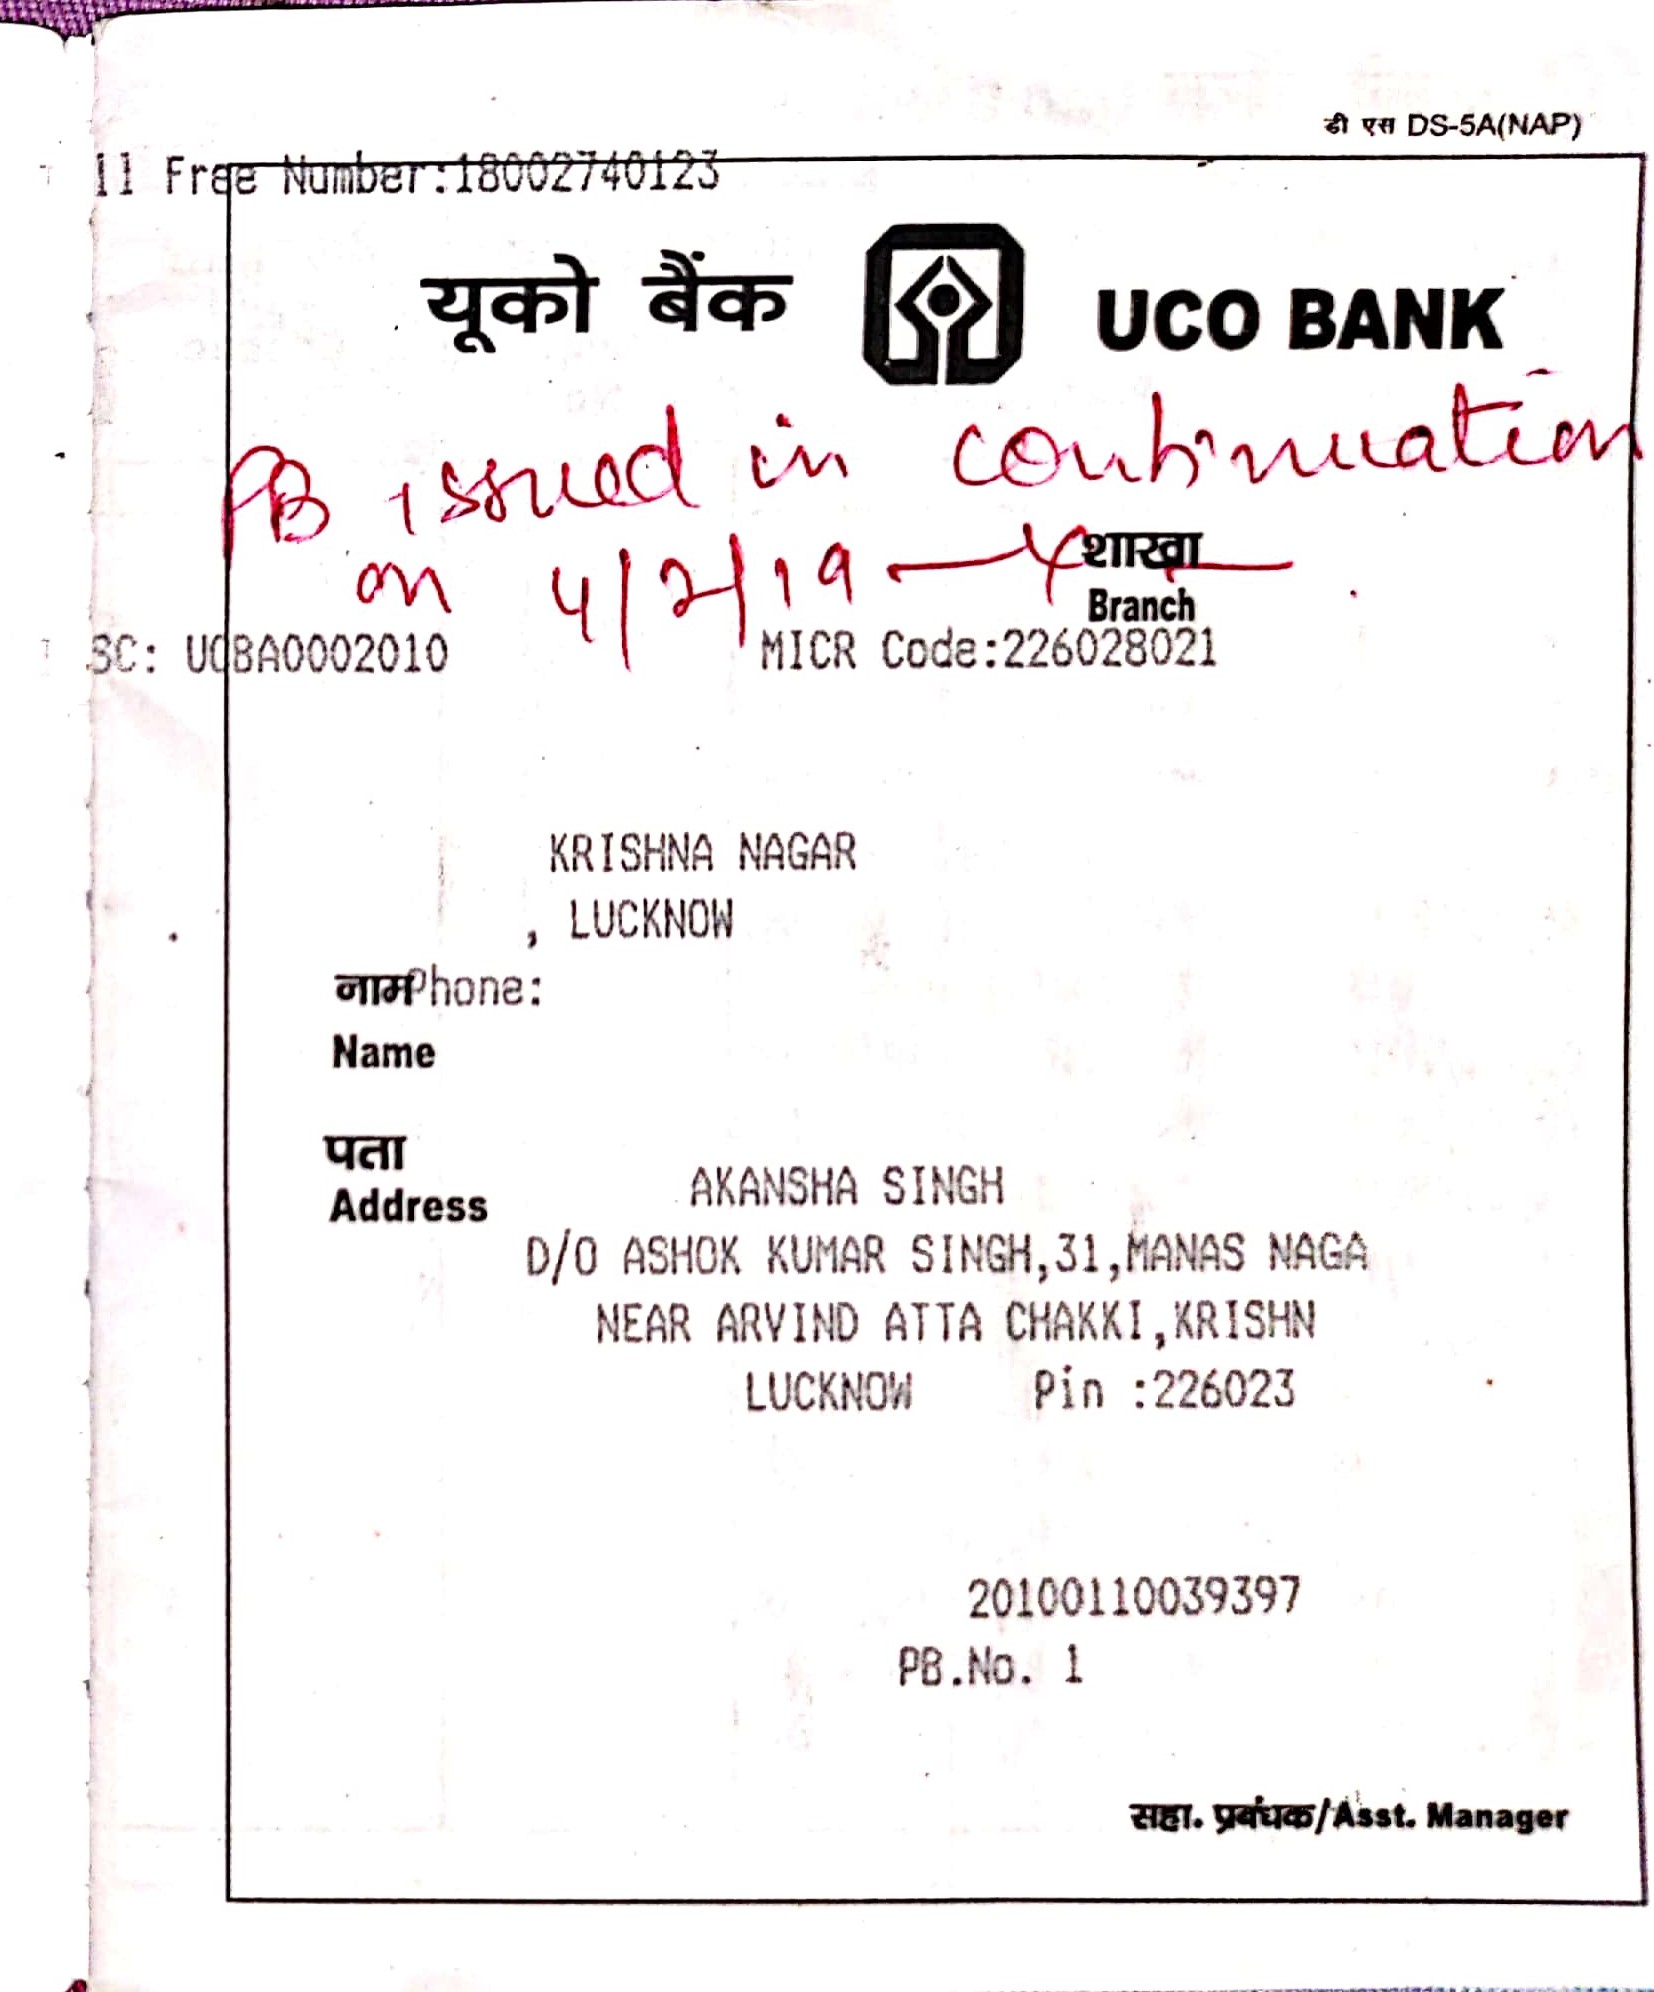 डी एस DS-5A(NAP)
ll Free Number:18002740123
यूको बैंक UCO BANK
PB issued in continuation
on 4/2/19
शाखा
Branch
SC: UCBA0002010 MICR Code:226028021
KRISHNA NAGAR
, LUCKNOW
नाम Phone:
Name
पता
Address AKANSHA SINGH
D/O ASHOK KUMAR SINGH,31,MANAS NAGA
NEAR ARVIND ATTA CHAKKI,KRISHN
LUCKNOW Pin :226023
20100110039397
PB.No. 1
सहा. प्रबंधक/Asst. Manager